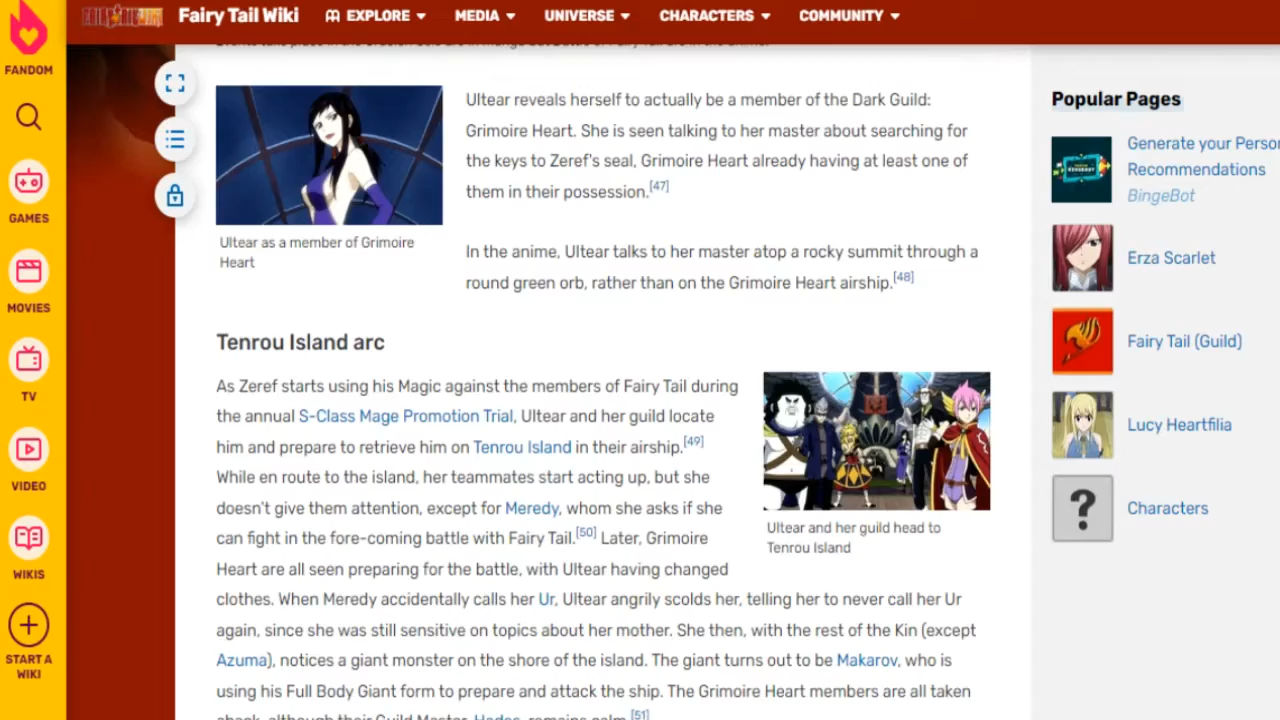 Fairy Tail Wiki
EXPLORE
MEDIA
UNIVERSE
CHARACTERS
COMMUNITY
FANDOM
GAMES
MOVIES
TV
VIDEO
WIKIS
START A
WIKI
Ultear as a member of Grimoire
Heart
Ultear reveals herself to actually be a member of the Dark Guild:
Grimoire Heart. She is seen talking to her master about searching for
the keys to Zeref's seal, Grimoire Heart already having at least one of
them in their possession.[47]
In the anime, Ultear talks to her master atop a rocky summit through a
round green orb, rather than on the Grimoire Heart airship.[48]
Tenrou Island arc
As Zeref starts using his Magic against the members of Fairy Tail during
the annual S-Class Mage Promotion Trial, Ultear and her guild locate
him and prepare to retrieve him on Tenrou Island in their airship.[49]
While en route to the island, her teammates start acting up, but she
doesn't give them attention, except for Meredy, whom she asks if she
can fight in the fore-coming battle with Fairy Tail.[50] Later, Grimoire
Heart are all seen preparing for the battle, with Ultear having changed
clothes. When Meredy accidentally calls her Ur, Ultear angrily scolds her, telling her to never call her Ur
again, since she was still sensitive on topics about her mother. She then, with the rest of the Kin (except
Azuma), notices a giant monster on the shore of the island. The giant turns out to be Makarov, who is
using his Full Body Giant form to prepare and attack the ship. The Grimoire Heart members are all taken
aback, although their Guild Master, Hades, remains calm.[51]
Ultear and her guild head to
Tenrou Island
Popular Pages
Generate your Person
Recommendations
BingeBot
Erza Scarlet
Fairy Tail (Guild)
Lucy Heartfilia
Characters